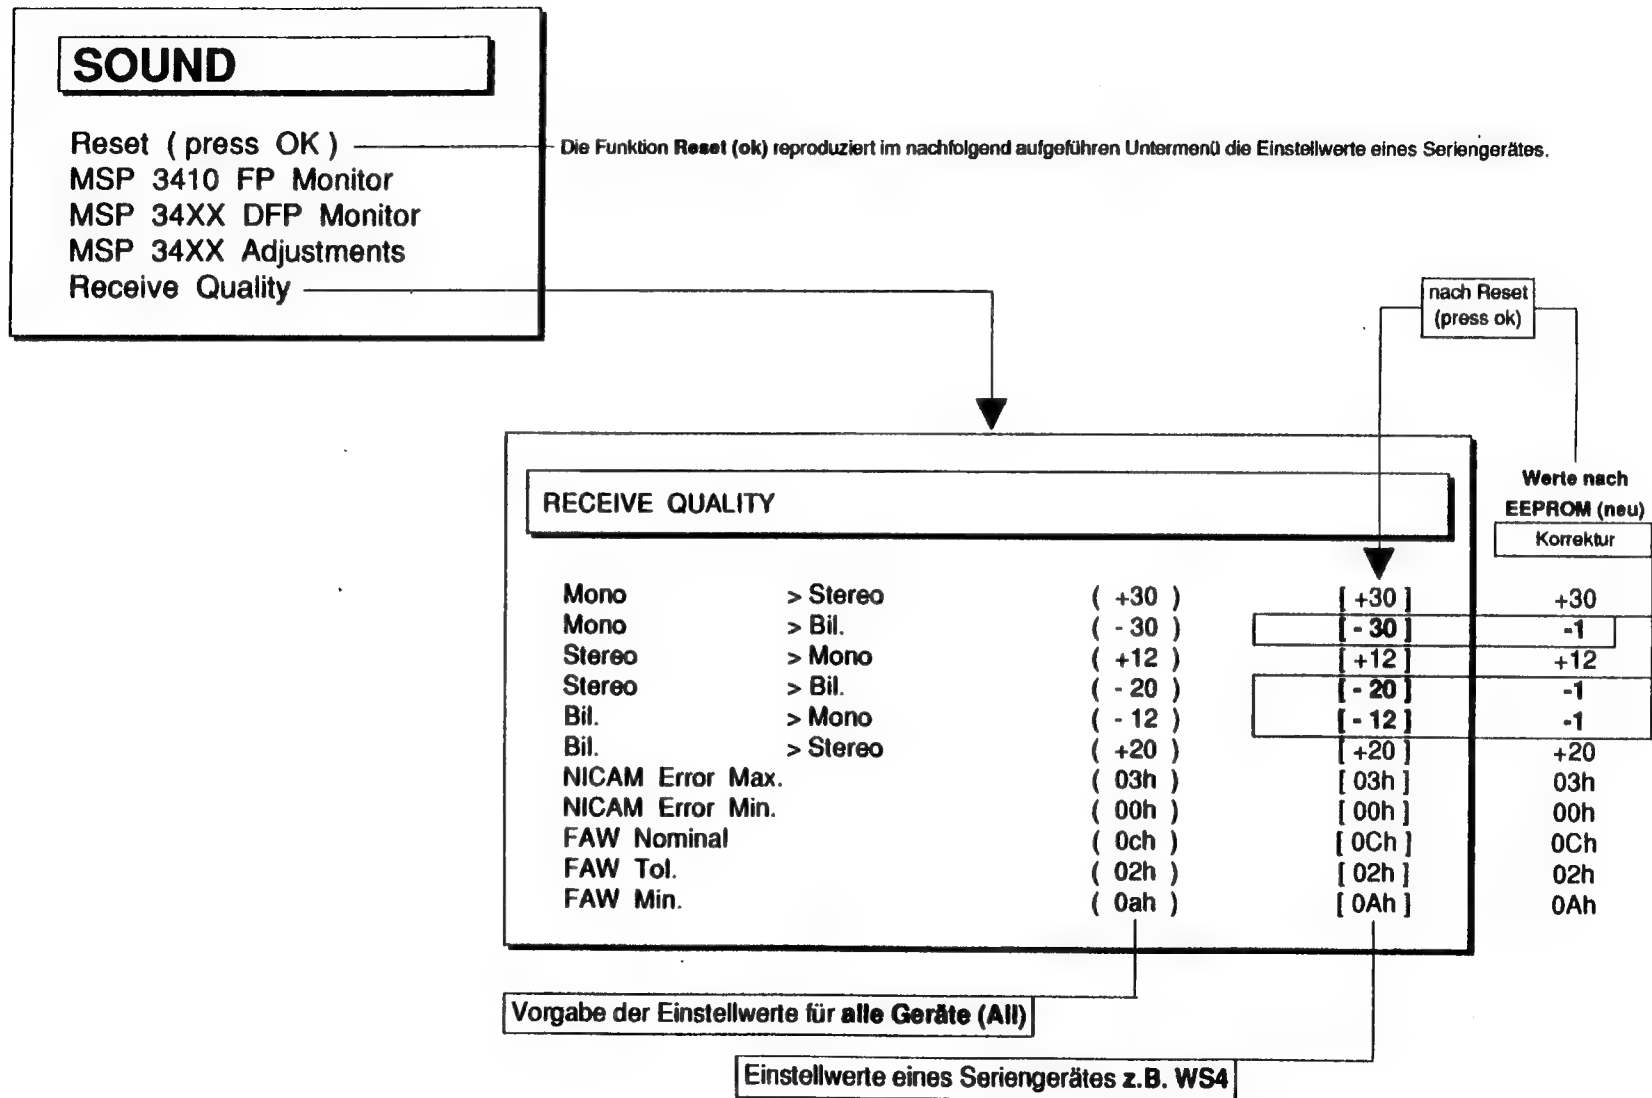 SOUND
Reset ( press OK )
Die Funktion Reset (ok) reproduziert im nachfolgend aufgeführen Untermenü die Einstellwerte eines Seriengerätes.
MSP 3410 FP Monitor
MSP 34XX DFP Monitor
MSP 34XX Adjustments
Receive Quality
nach Reset
(press ok)
Werte nach
EEPROM (neu)
Korrektur
RECEIVE QUALITY
Mono > Stereo ( +30 ) [ +30 ] +30
Mono > Bil. ( - 30 ) [ - 30 ] -1
Stereo > Mono ( +12 ) [ +12 ] +12
Stereo > Bil. ( - 20 ) [ - 20 ] -1
Bil. > Mono ( - 12 ) [ - 12 ] -1
Bil. > Stereo ( +20 ) [ +20 ] +20
NICAM Error Max. ( 03h ) [ 03h ] 03h
NICAM Error Min. ( 00h ) [ 00h ] 00h
FAW Nominal ( 0ch ) [ 0Ch ] 0Ch
FAW Tol. ( 02h ) [ 02h ] 02h
FAW Min. ( 0ah ) [ 0Ah ] 0Ah
Vorgabe der Einstellwerte für alle Geräte (All)
Einstellwerte eines Seriengerätes z.B. WS4